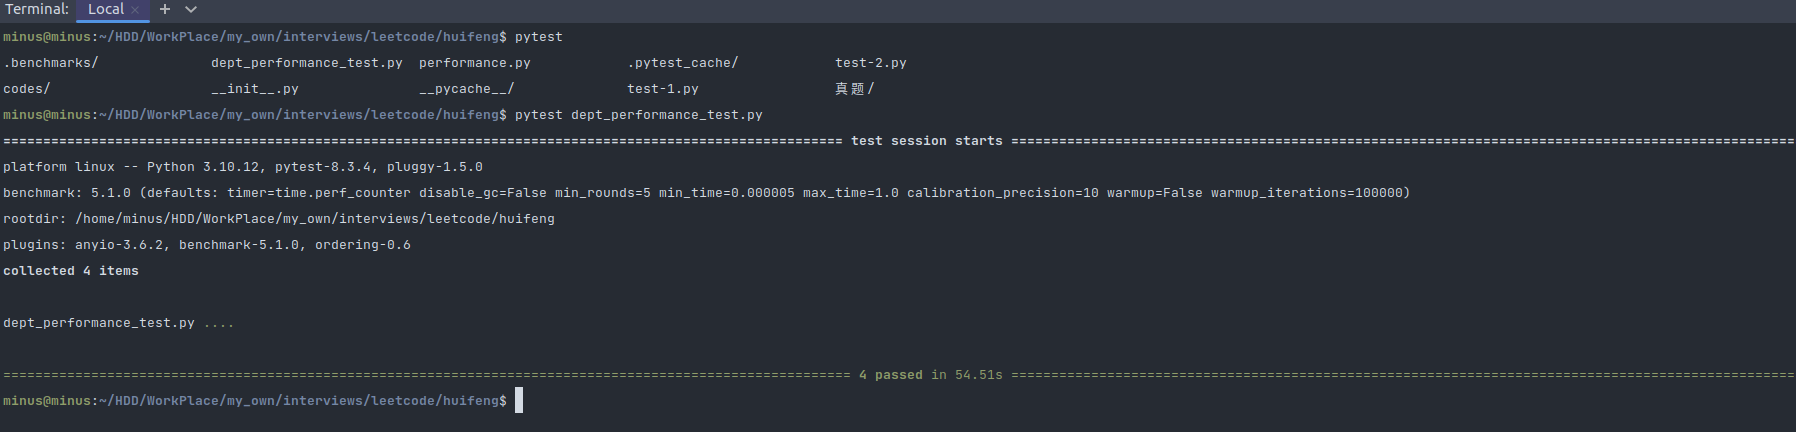 Terminal: Local × +
minus@minus:~/HDD/WorkPlace/my_own/interviews/leetcode/huifeng$ pytest
.benchmarks/ dept_performance_test.py performance.py .pytest_cache/ test-2.py
codes/ __init__.py __pycache__/ test-1.py 真题/
minus@minus:~/HDD/WorkPlace/my_own/interviews/leetcode/huifeng$ pytest dept_performance_test.py
========================================================================================================= test session starts ==================================================================================================
platform linux -- Python 3.10.12, pytest-8.3.4, pluggy-1.5.0
benchmark: 5.1.0 (defaults: timer=time.perf_counter disable_gc=False min_rounds=5 min_time=0.000005 max_time=1.0 calibration_precision=10 warmup=False warmup_iterations=100000)
rootdir: /home/minus/HDD/WorkPlace/my_own/interviews/leetcode/huifeng
plugins: anyio-3.6.2, benchmark-5.1.0, ordering-0.6
collected 4 items
dept_performance_test.py ....
========================================================================================================== 4 passed in 54.51s ==================================================================================================
minus@minus:~/HDD/WorkPlace/my_own/interviews/leetcode/huifeng$